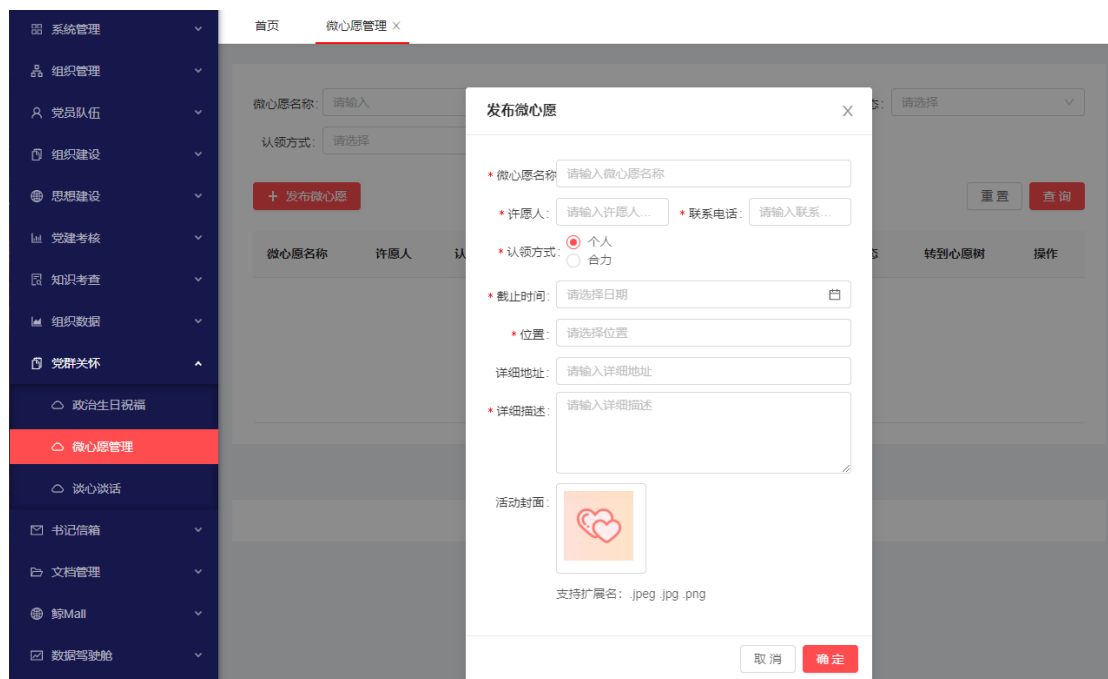 系统管理
组织管理
党员队伍
组织建设
思想建设
党建考核
知识考查
组织数据
党群关怀
政治生日祝福
微心愿管理
谈心谈话
书记信箱
文档管理
鲸Mall
数据驾驶舱
首页 微心愿管理
微心愿名称: 请输入 态: 请选择
认领方式: 请选择
+ 发布微心愿 重置 查询
微心愿名称 许愿人 认 态 转到心愿树 操作
发布微心愿
* 微心愿名称 请输入微心愿名称
* 许愿人: 请输入许愿人... * 联系电话: 请输入联系...
* 认领方式: 个人
合力
* 截止时间: 请选择日期
* 位置: 请选择位置
详细地址: 请输入详细地址
* 详细描述: 请输入详细描述
活动封面:
支持扩展名: .jpeg .jpg .png
取消 确定